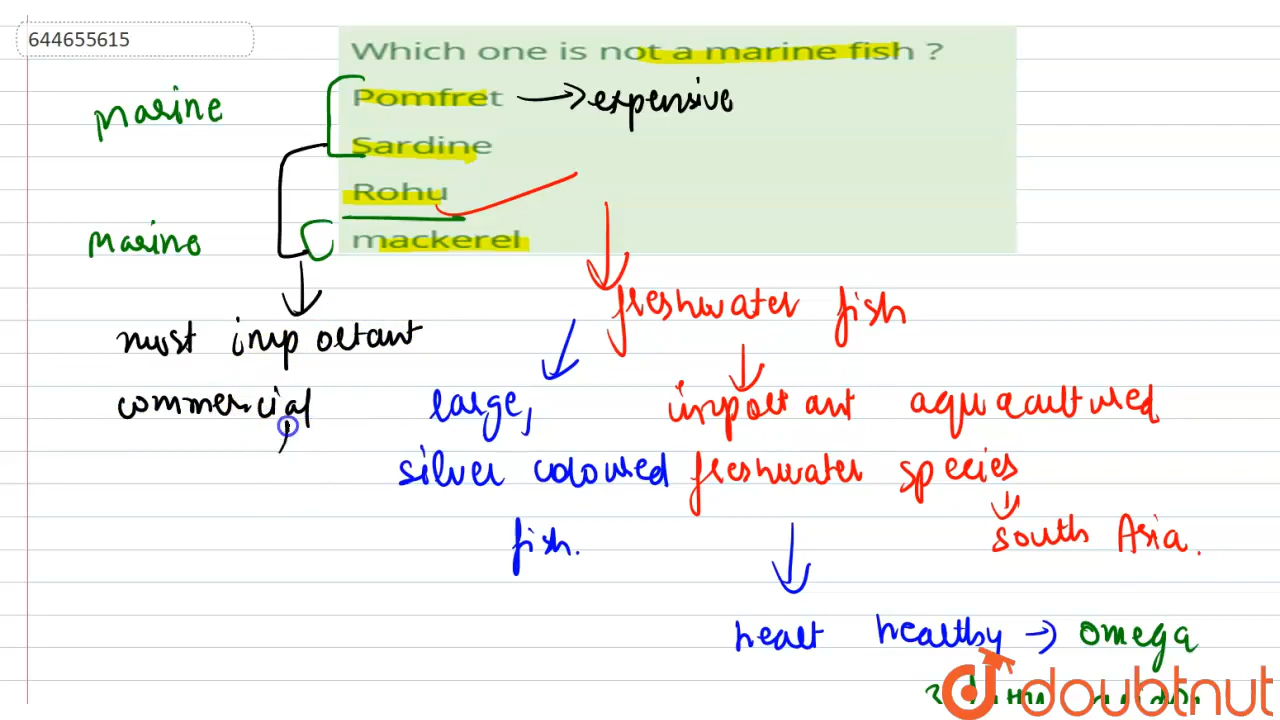 644655615
Which one is not a marine fish ?
Pomfret → expensive
marine
Sardine
Rohu
mackerel
marine
freshwater fish
most important
commercial
large,
important aquacultured
silver coloured
freshwater species
fish.
south Asia.
heart healthy → omega
3
doubtnut